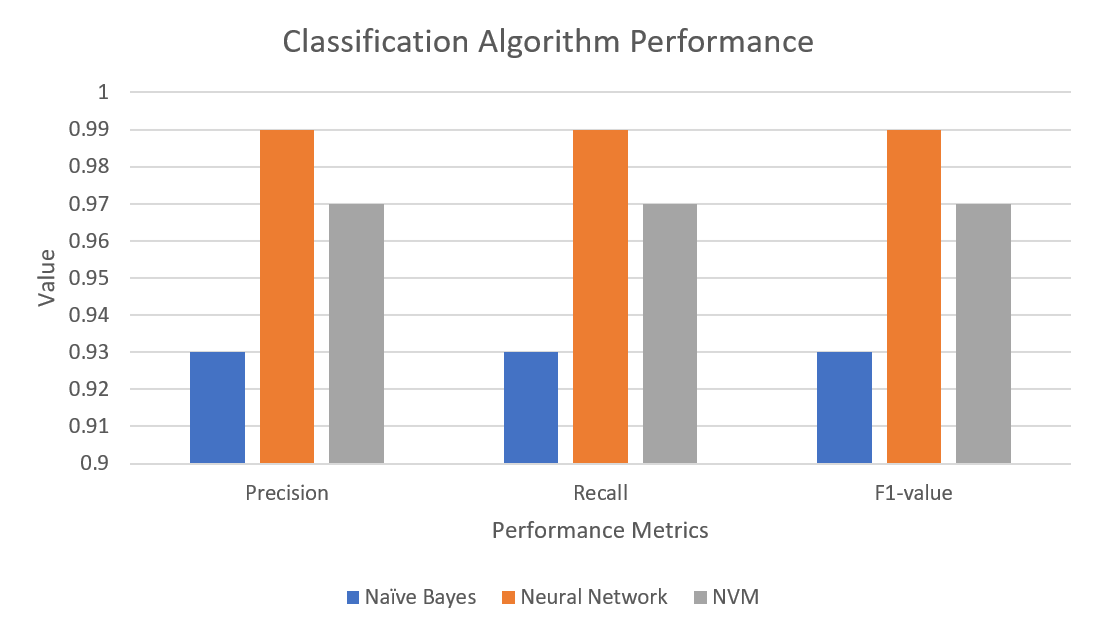 Classification Algorithm Performance
1
0.99
0.98
0.97
0.96
0.95
0.94
0.93
0.92
0.91
0.9
Value
Precision Recall F1-value
Performance Metrics
Naïve Bayes Neural Network NVM